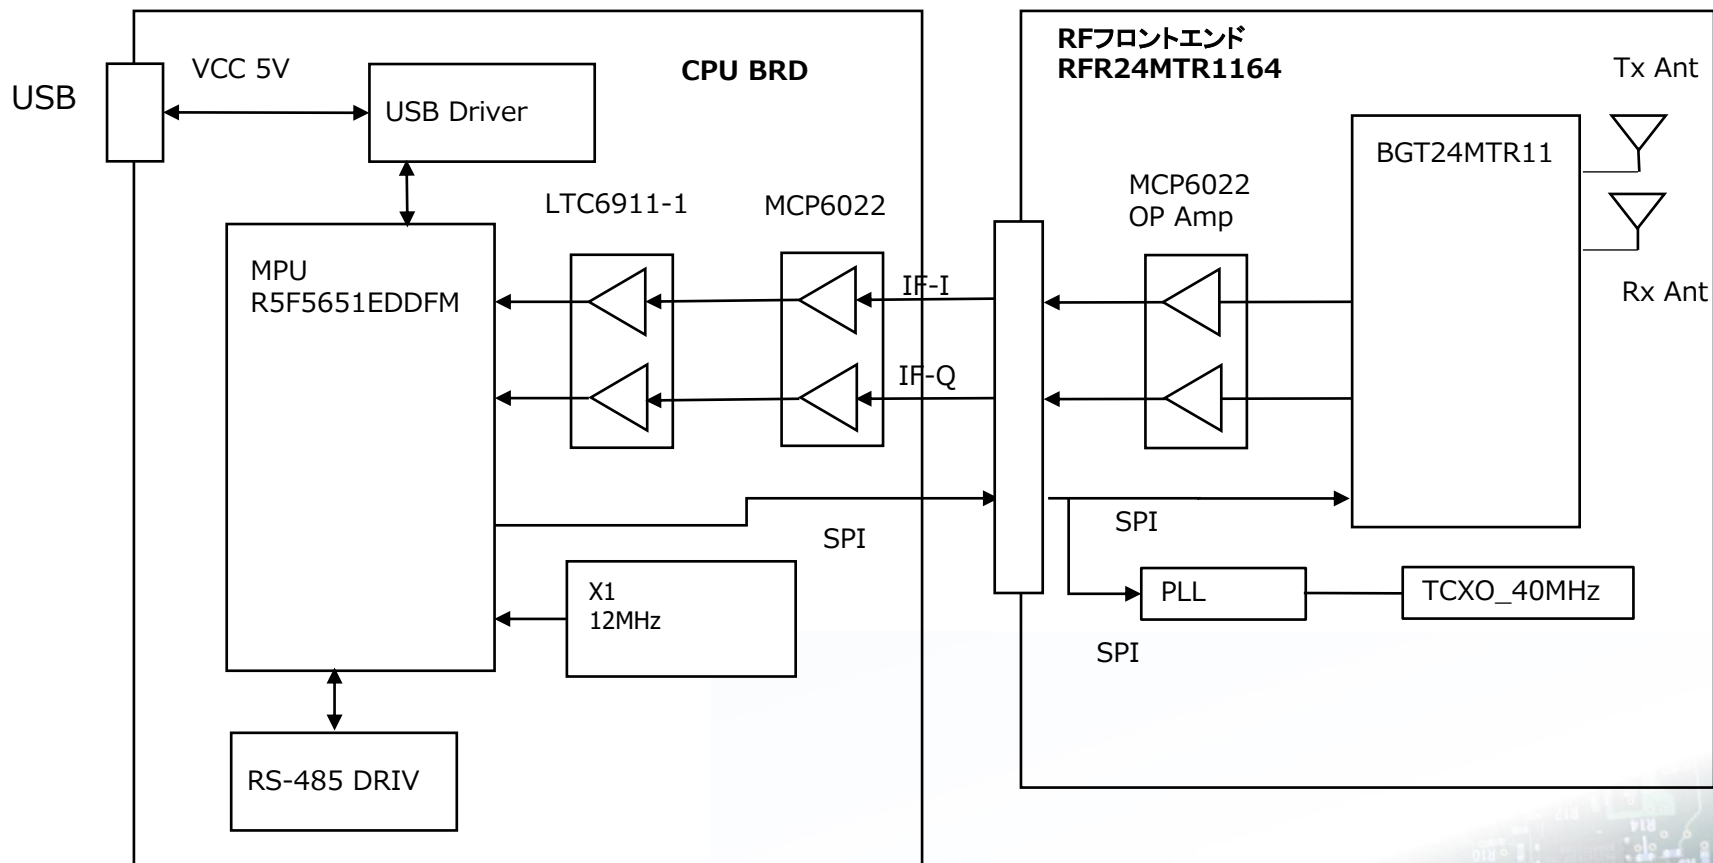 USB
VCC 5V
USB Driver
CPU BRD
MPU
R5F5651EDDFM
LTC6911-1
MCP6022
IF-I
IF-Q
SPI
X1
12MHz
RS-485 DRIV
RFフロントエンド
RFR24MTR1164
MCP6022
OP Amp
BGT24MTR11
Tx Ant
Rx Ant
SPI
PLL
TCXO_40MHz
SPI
R14